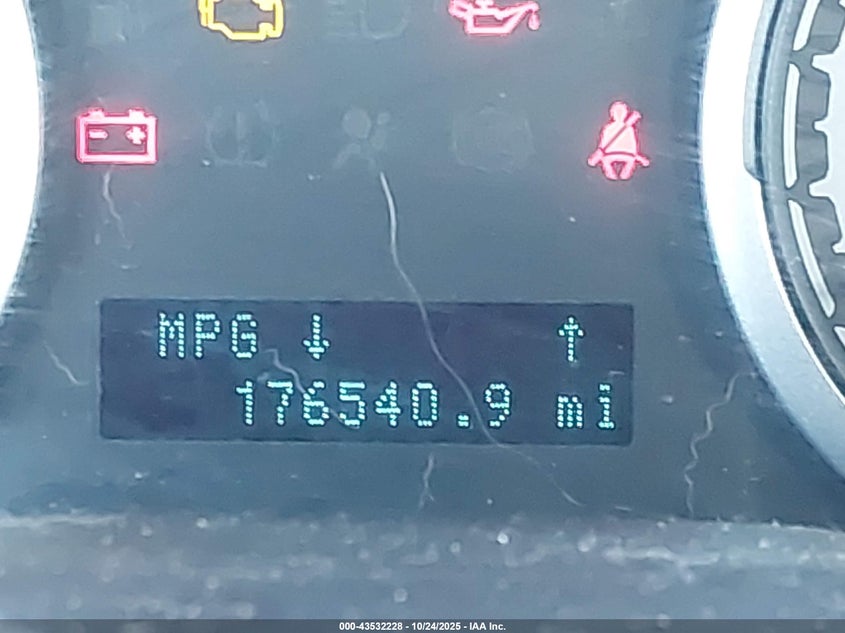 MPG ↓ ↑
176540.9 mi
000-43532228 - 10/24/2025 - IAA Inc.